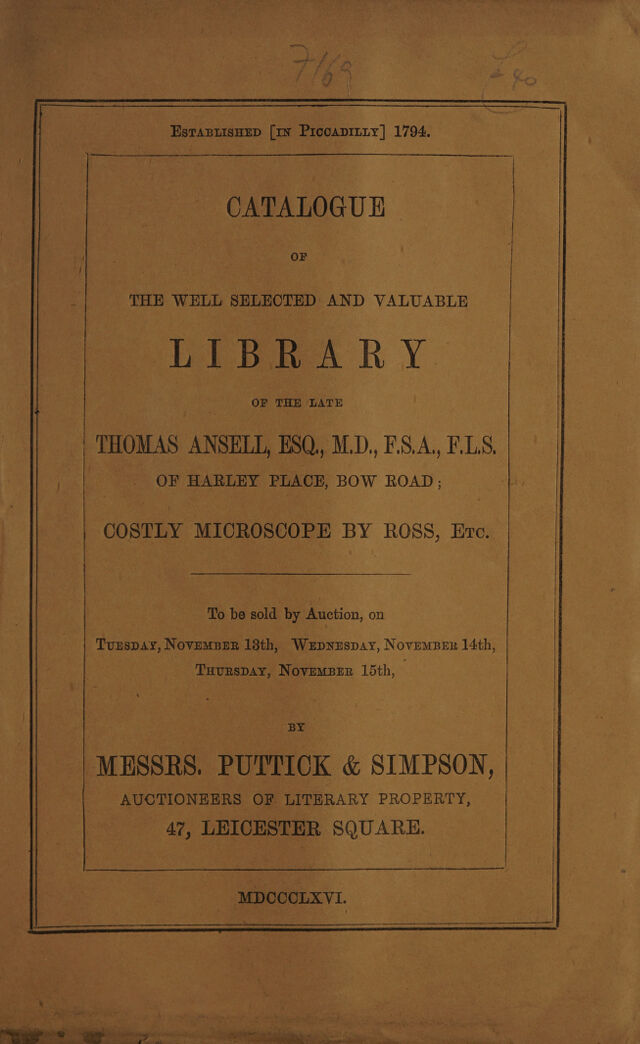 7169
Established [in Piccadilly] 1794.
CATALOGUE
OF
THE WELL SELECTED AND VALUABLE
LIBRARY
OF THE LATE
THOMAS ANSELL, ESQ., M.D., F.S.A., F.L.S.
OF HARLEY PLACE, BOW ROAD;
COSTLY MICROSCOPE BY ROSS, Etc.
To be sold by Auction, on
Tuesday, November 13th, Wednesday, November 14th,
Thursday, November 15th,
BY
MESSRS. PUTTICK & SIMPSON,
AUCTIONEERS OF LITERARY PROPERTY,
47, LEICESTER SQUARE.
MDCCCLXVI.